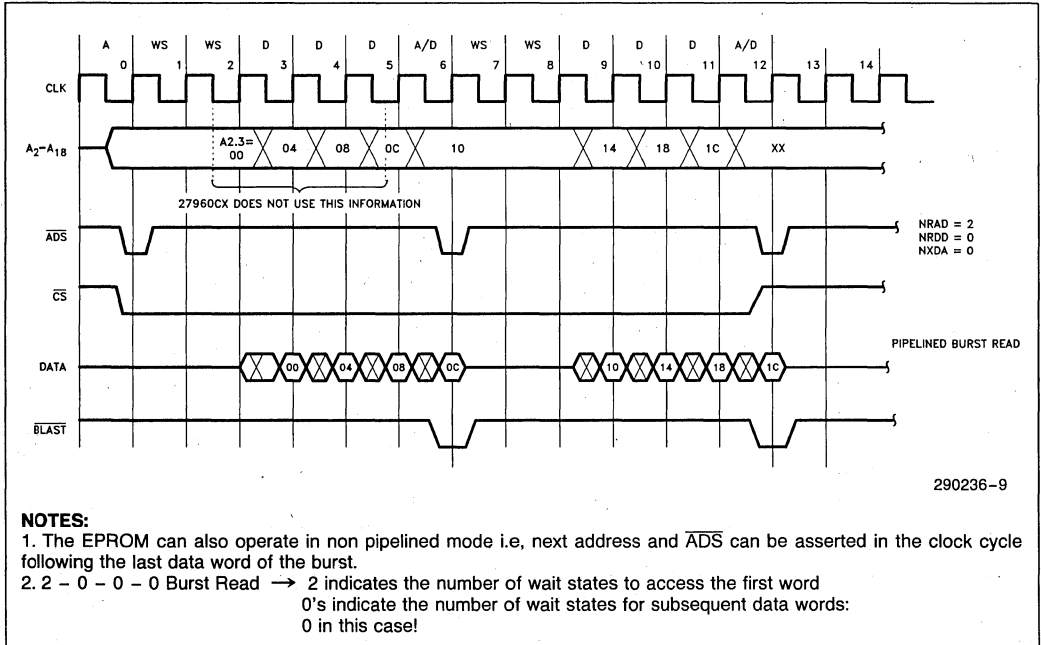 A WS WS D D D A/D WS WS D D D A/D
0 1 2 3 4 5 6 7 8 9 10 11 12 13 14
CLK
A2-A18
A2.3=
00 04 08 0C 10 14 18 1C XX
27960CX DOES NOT USE THIS INFORMATION
ADS
NRAD = 2
NRDD = 0
NXDA = 0
CS
PIPELINED BURST READ
DATA 00 04 08 0C 10 14 18 1C
BLAST
290236-9
NOTES:
1. The EPROM can also operate in non pipelined mode i.e, next address and ADS can be asserted in the clock cycle
following the last data word of the burst.
2. 2 – 0 – 0 – 0 Burst Read → 2 indicates the number of wait states to access the first word
0's indicate the number of wait states for subsequent data words:
0 in this case!